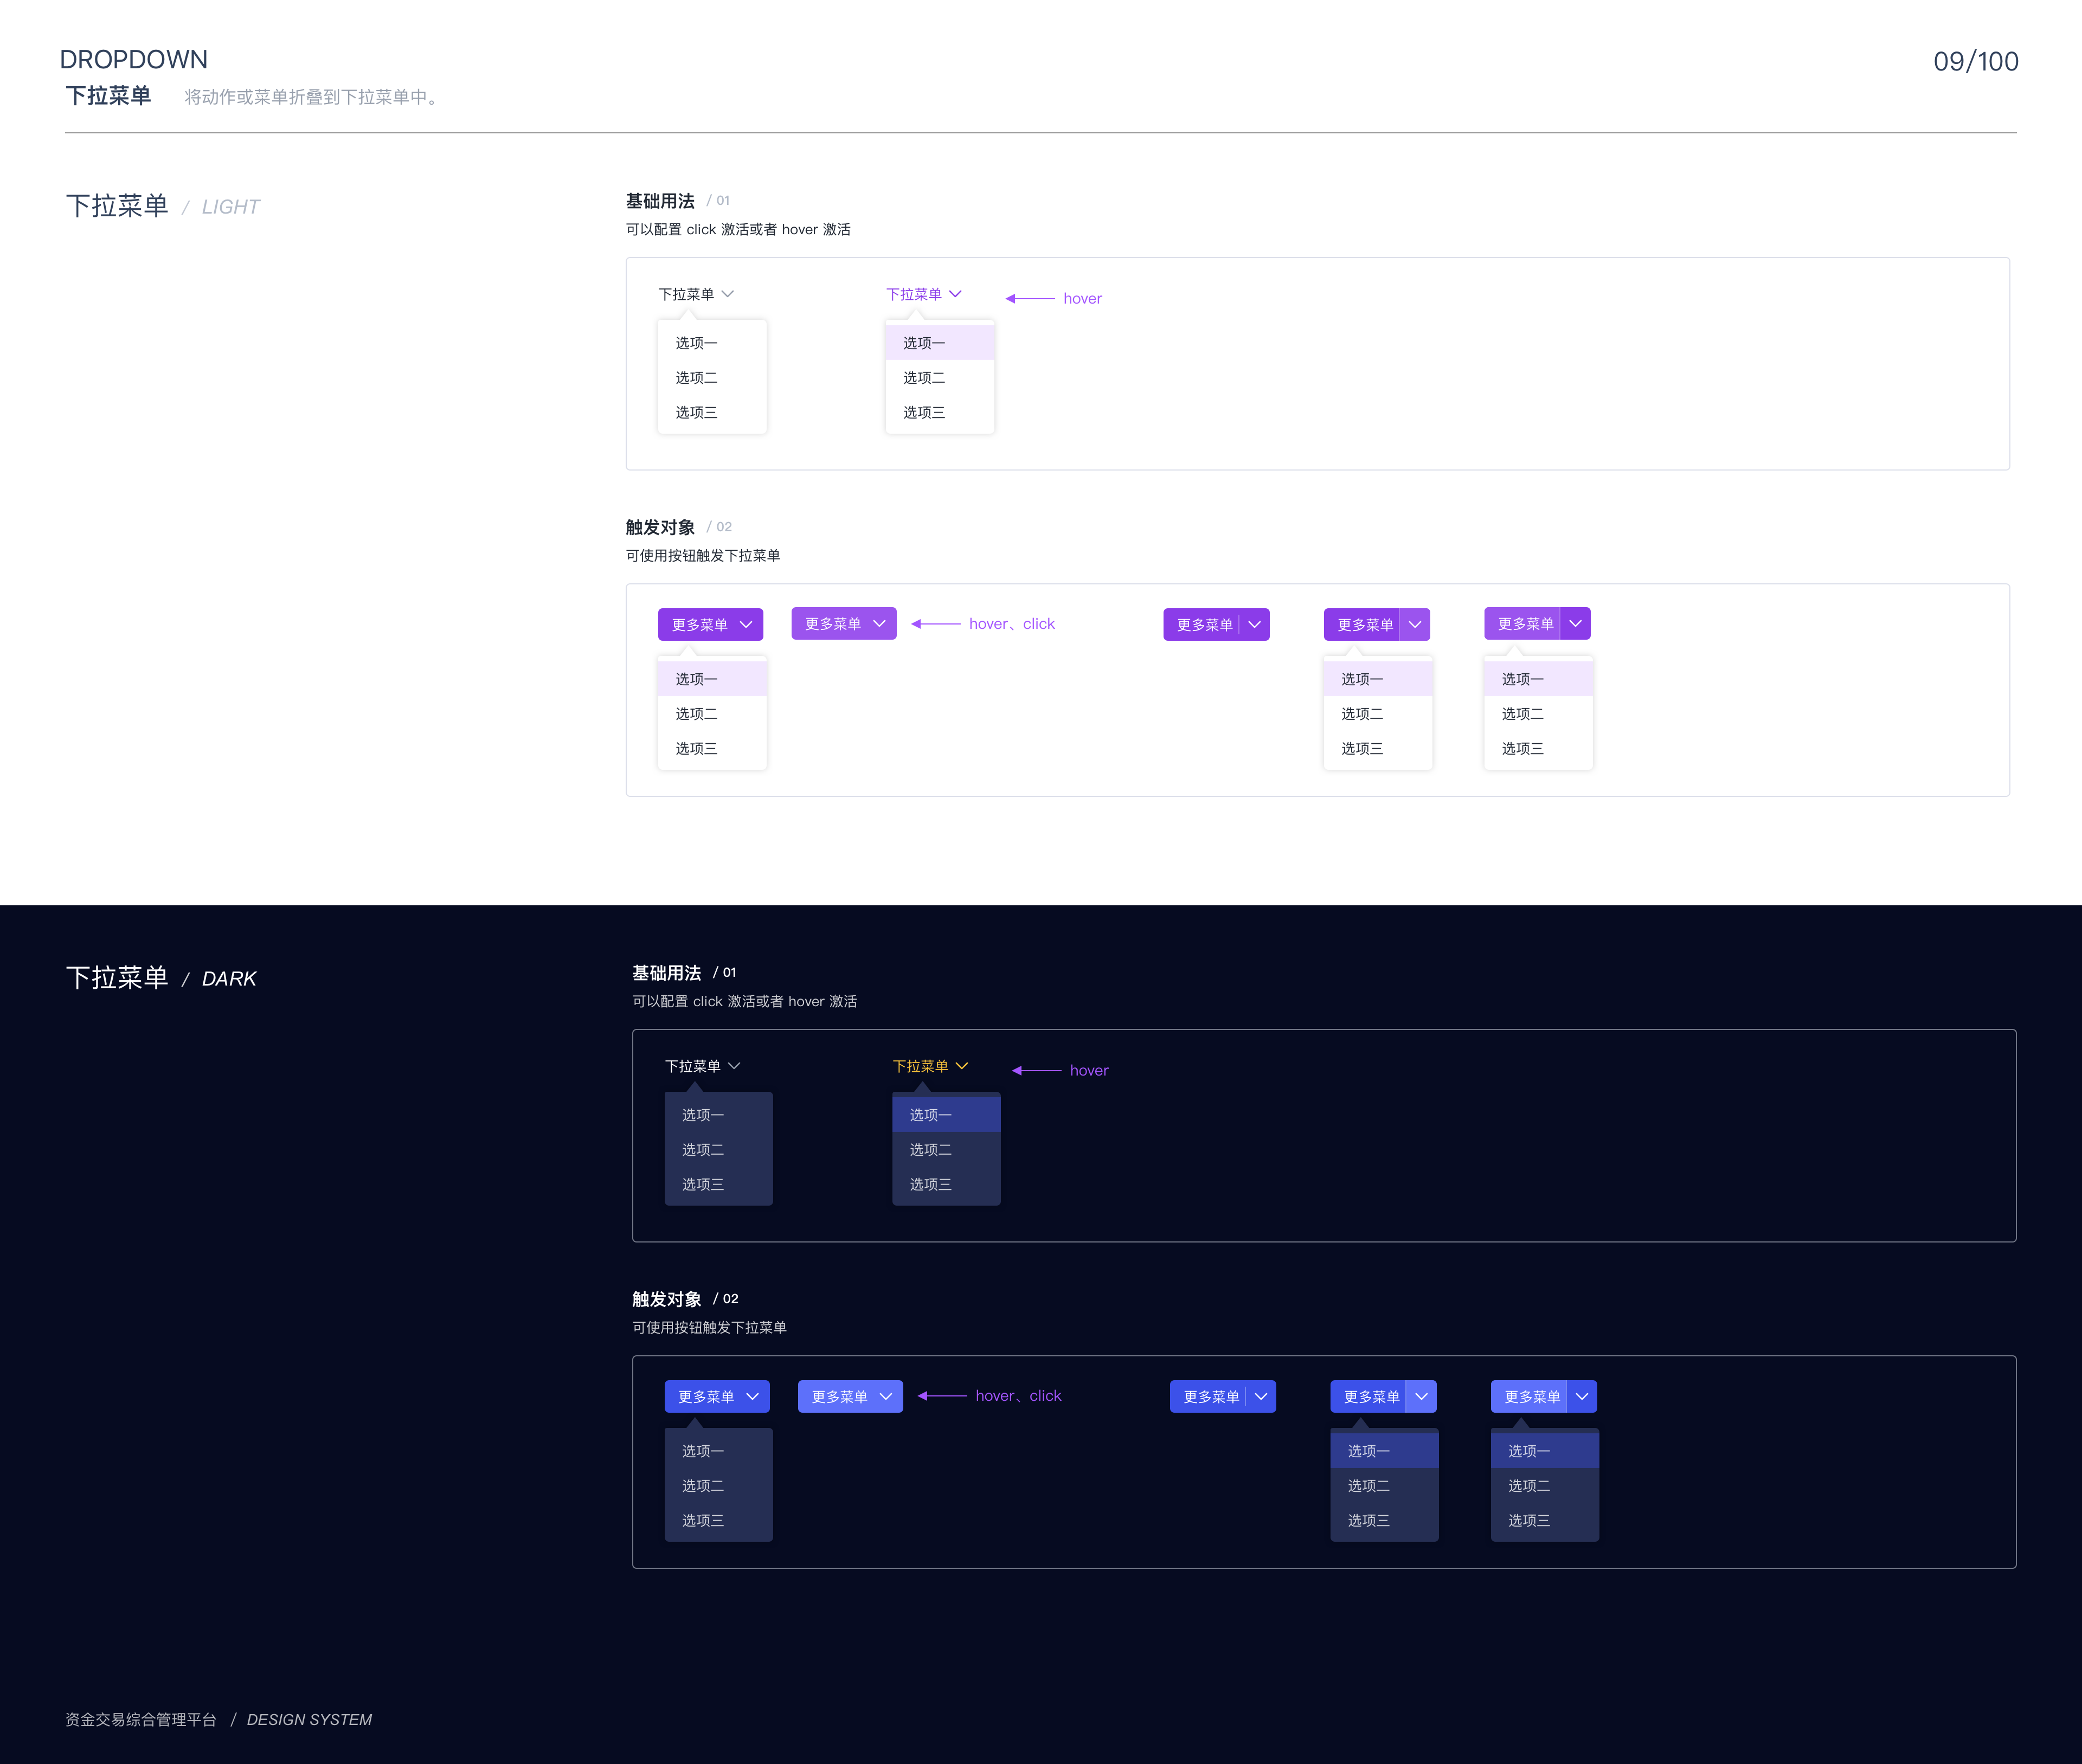 DROPDOWN
09/100
下拉菜单 将动作或菜单折叠到下拉菜单中。
下拉菜单 / LIGHT
基础用法 / 01
可以配置 click 激活或者 hover 激活
下拉菜单
选项一
选项二
选项三
下拉菜单
hover
选项一
选项二
选项三
触发对象 / 02
可使用按钮触发下拉菜单
更多菜单
选项一
选项二
选项三
更多菜单
hover、click
更多菜单
更多菜单
选项一
选项二
选项三
更多菜单
选项一
选项二
选项三
下拉菜单 / DARK
基础用法 / 01
可以配置 click 激活或者 hover 激活
下拉菜单
选项一
选项二
选项三
下拉菜单
hover
选项一
选项二
选项三
触发对象 / 02
可使用按钮触发下拉菜单
更多菜单
选项一
选项二
选项三
更多菜单
hover、click
更多菜单
更多菜单
选项一
选项二
选项三
更多菜单
选项一
选项二
选项三
资金交易综合管理平台 / DESIGN SYSTEM